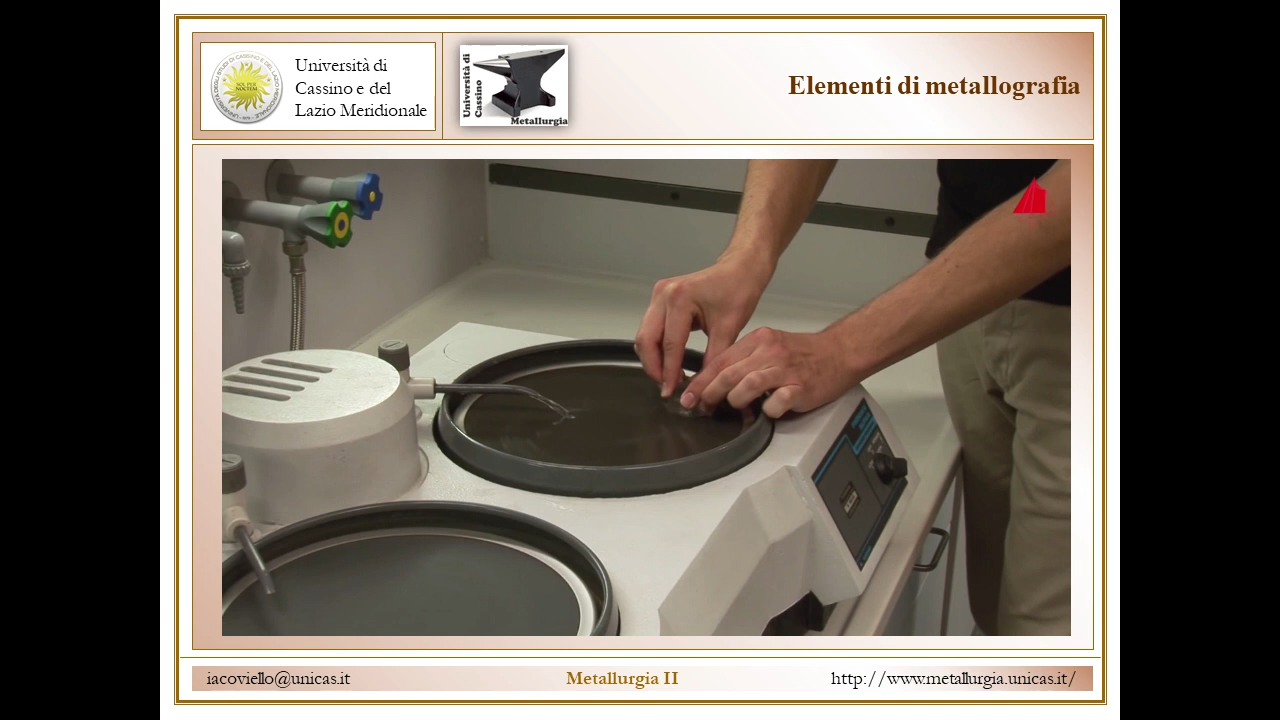 Università di
Cassino e del
Lazio Meridionale
Università di
Cassino
Metallurgia
Elementi di metallografia
iacoviello@unicas.it
Metallurgia II
http://www.metallurgia.unicas.it/